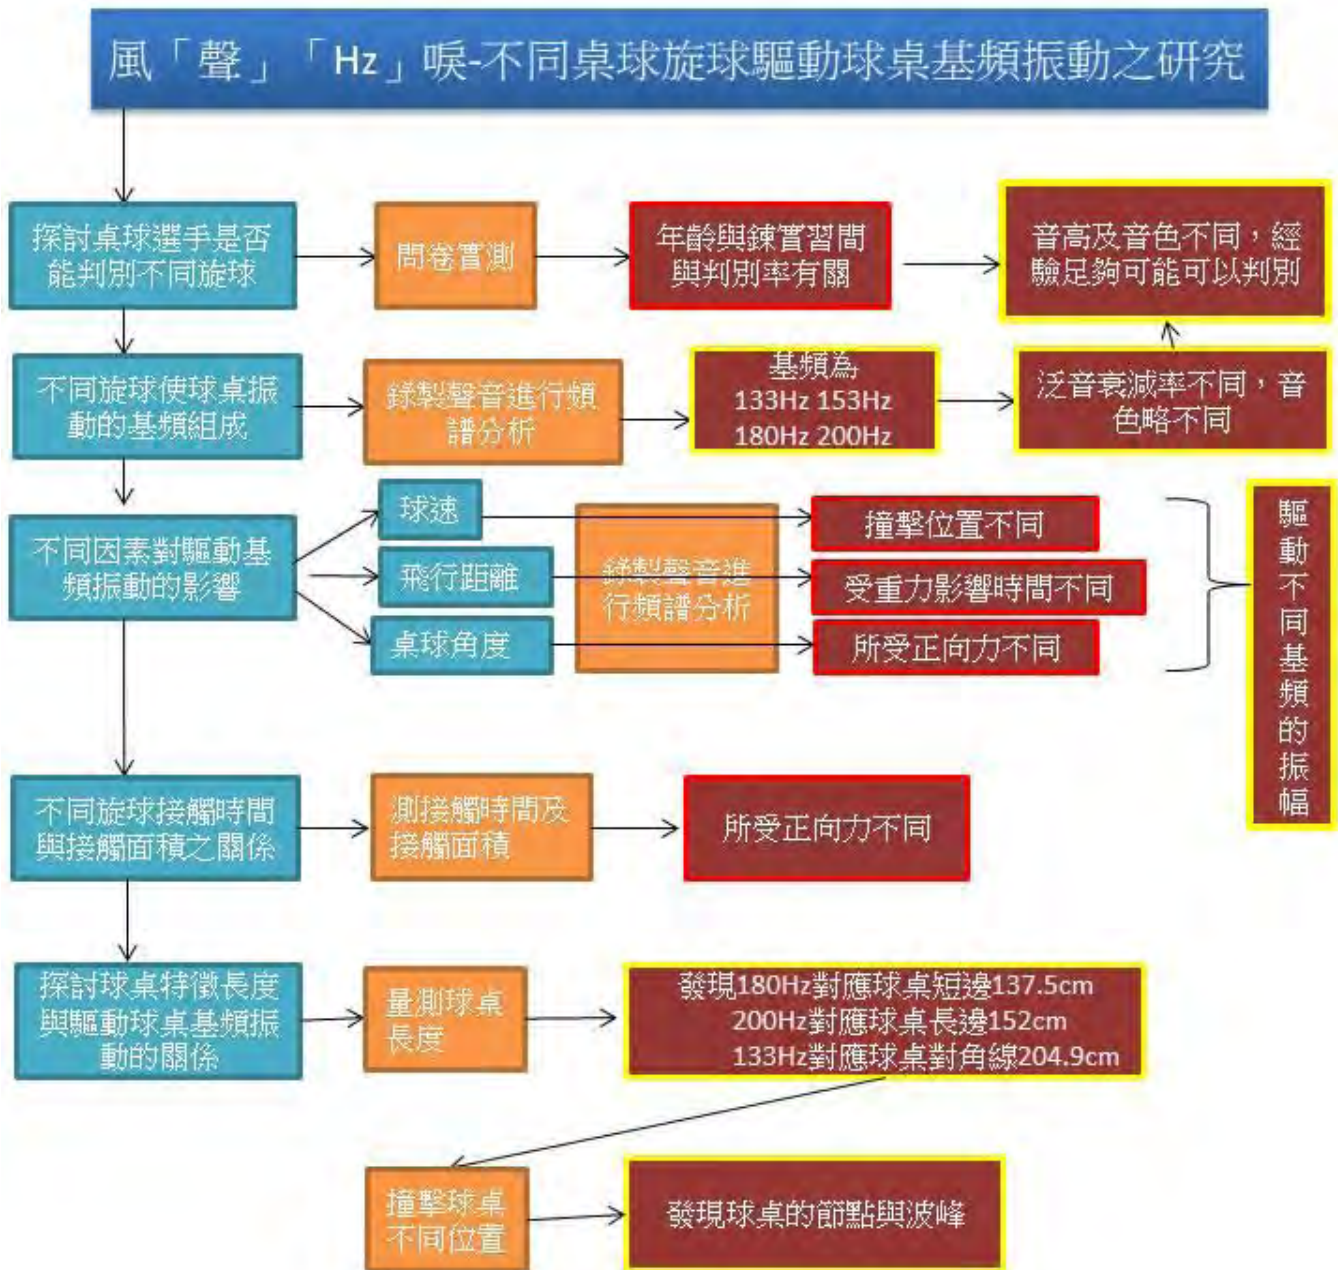 風「聲」「Hz」唳-不同桌球旋球驅動球桌基頻振動之研究
探討桌球選手是否
能判別不同旋球
問卷實測
年齡與鍊實習間
與判別率有關
音高及音色不同，經
驗足夠可能可以判別
不同旋球使球桌振
動的基頻組成
錄製聲音進行頻
譜分析
基頻為
133Hz 153Hz
180Hz 200Hz
泛音衰減率不同，音
色略不同
不同因素對驅動基
頻振動的影響
球速
飛行距離
桌球角度
錄製聲音進
行頻譜分析
撞擊位置不同
受重力影響時間不同
所受正向力不同
驅動不同基頻的振幅
不同旋球接觸時間
與接觸面積之關係
測接觸時間及
接觸面積
所受正向力不同
探討球桌特徵長度
與驅動球桌基頻振
動的關係
量測球桌
長度
發現180Hz對應球桌短邊137.5cm
200Hz對應球桌長邊152cm
133Hz對應球桌對角線204.9cm
撞擊球桌
不同位置
發現球桌的節點與波峰